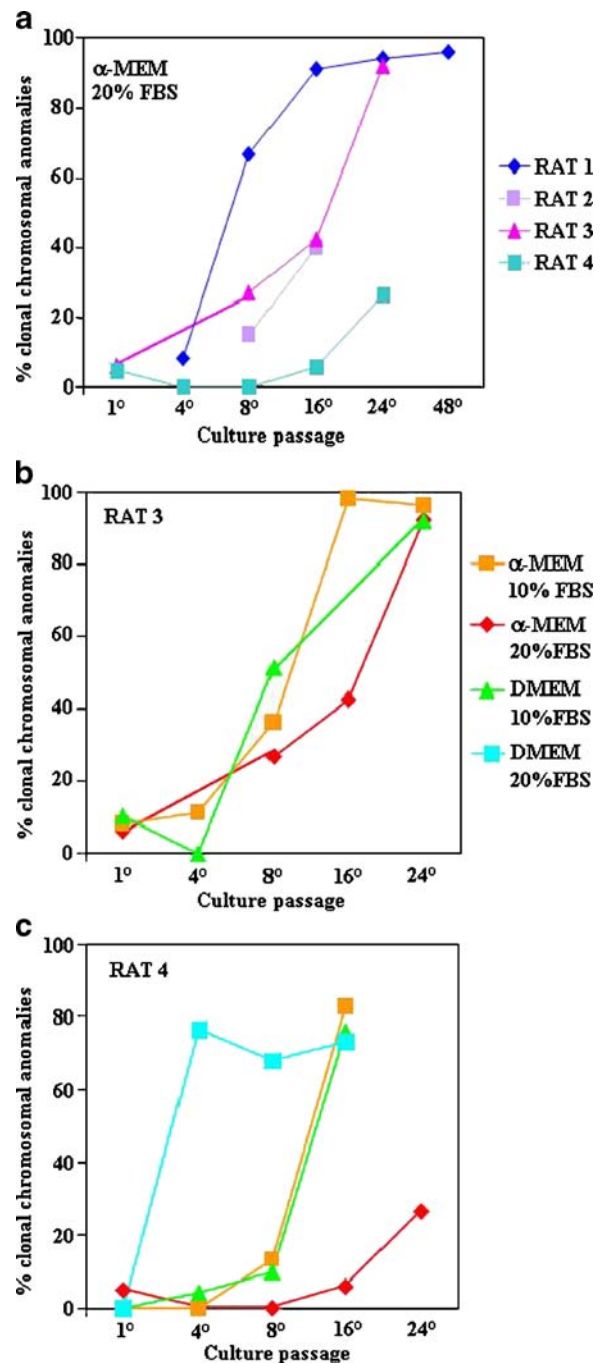 a
% clonal chromosomal anomalies
100
80
60
40
20
0
α-MEM
20% FBS
1º 4º 8º 16º 24º 48º
Culture passage
RAT 1
RAT 2
RAT 3
RAT 4
b
% clonal chromosomal anomalies
100
80
60
40
20
0
RAT 3
1º 4º 8º 16º 24º
Culture passage
α-MEM
10% FBS
α-MEM
20%FBS
DMEM
10%FBS
DMEM
20%FBS
c
% clonal chromosomal anomalies
100
80
60
40
20
0
RAT 4
1º 4º 8º 16º 24º
Culture passage